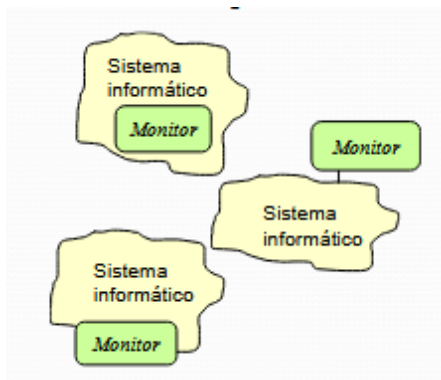 Sistema
informático
Monitor
Monitor
Sistema
informático
Sistema
informático
Monitor